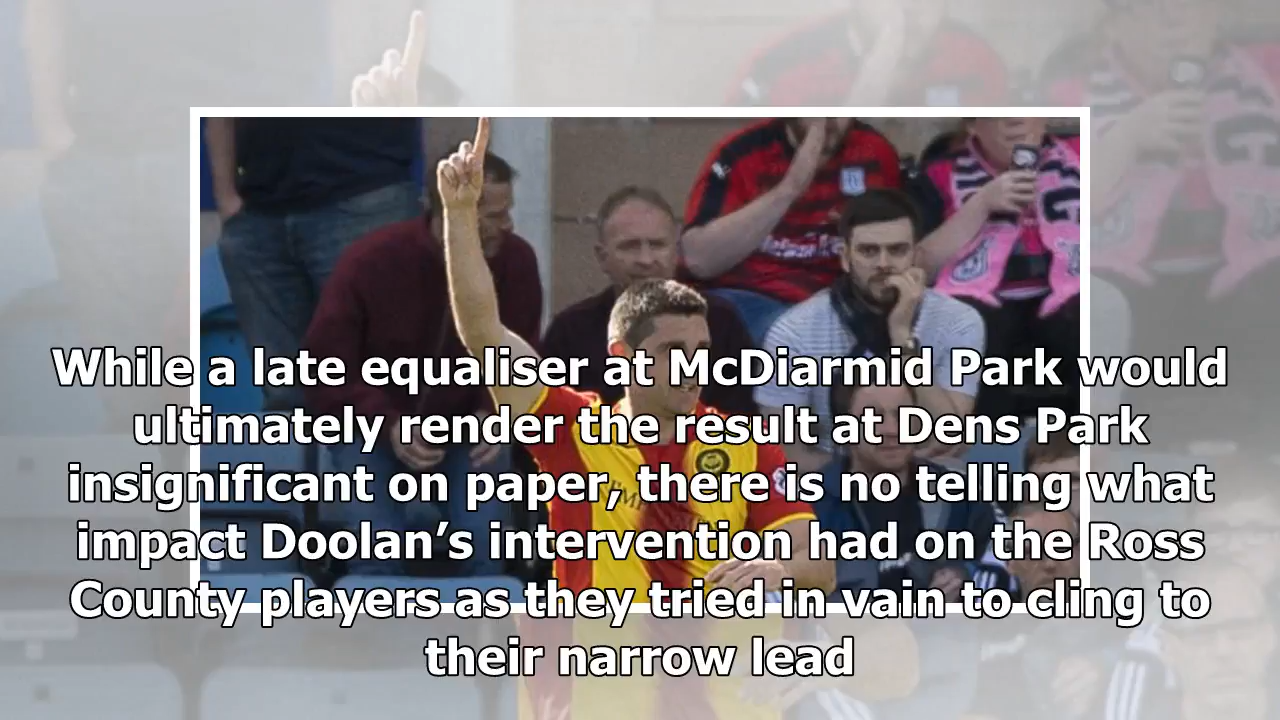 While a late equaliser at McDiarmid Park would
ultimately render the result at Dens Park
insignificant on paper, there is no telling what
impact Doolan’s intervention had on the Ross
County players as they tried in vain to cling to
their narrow lead